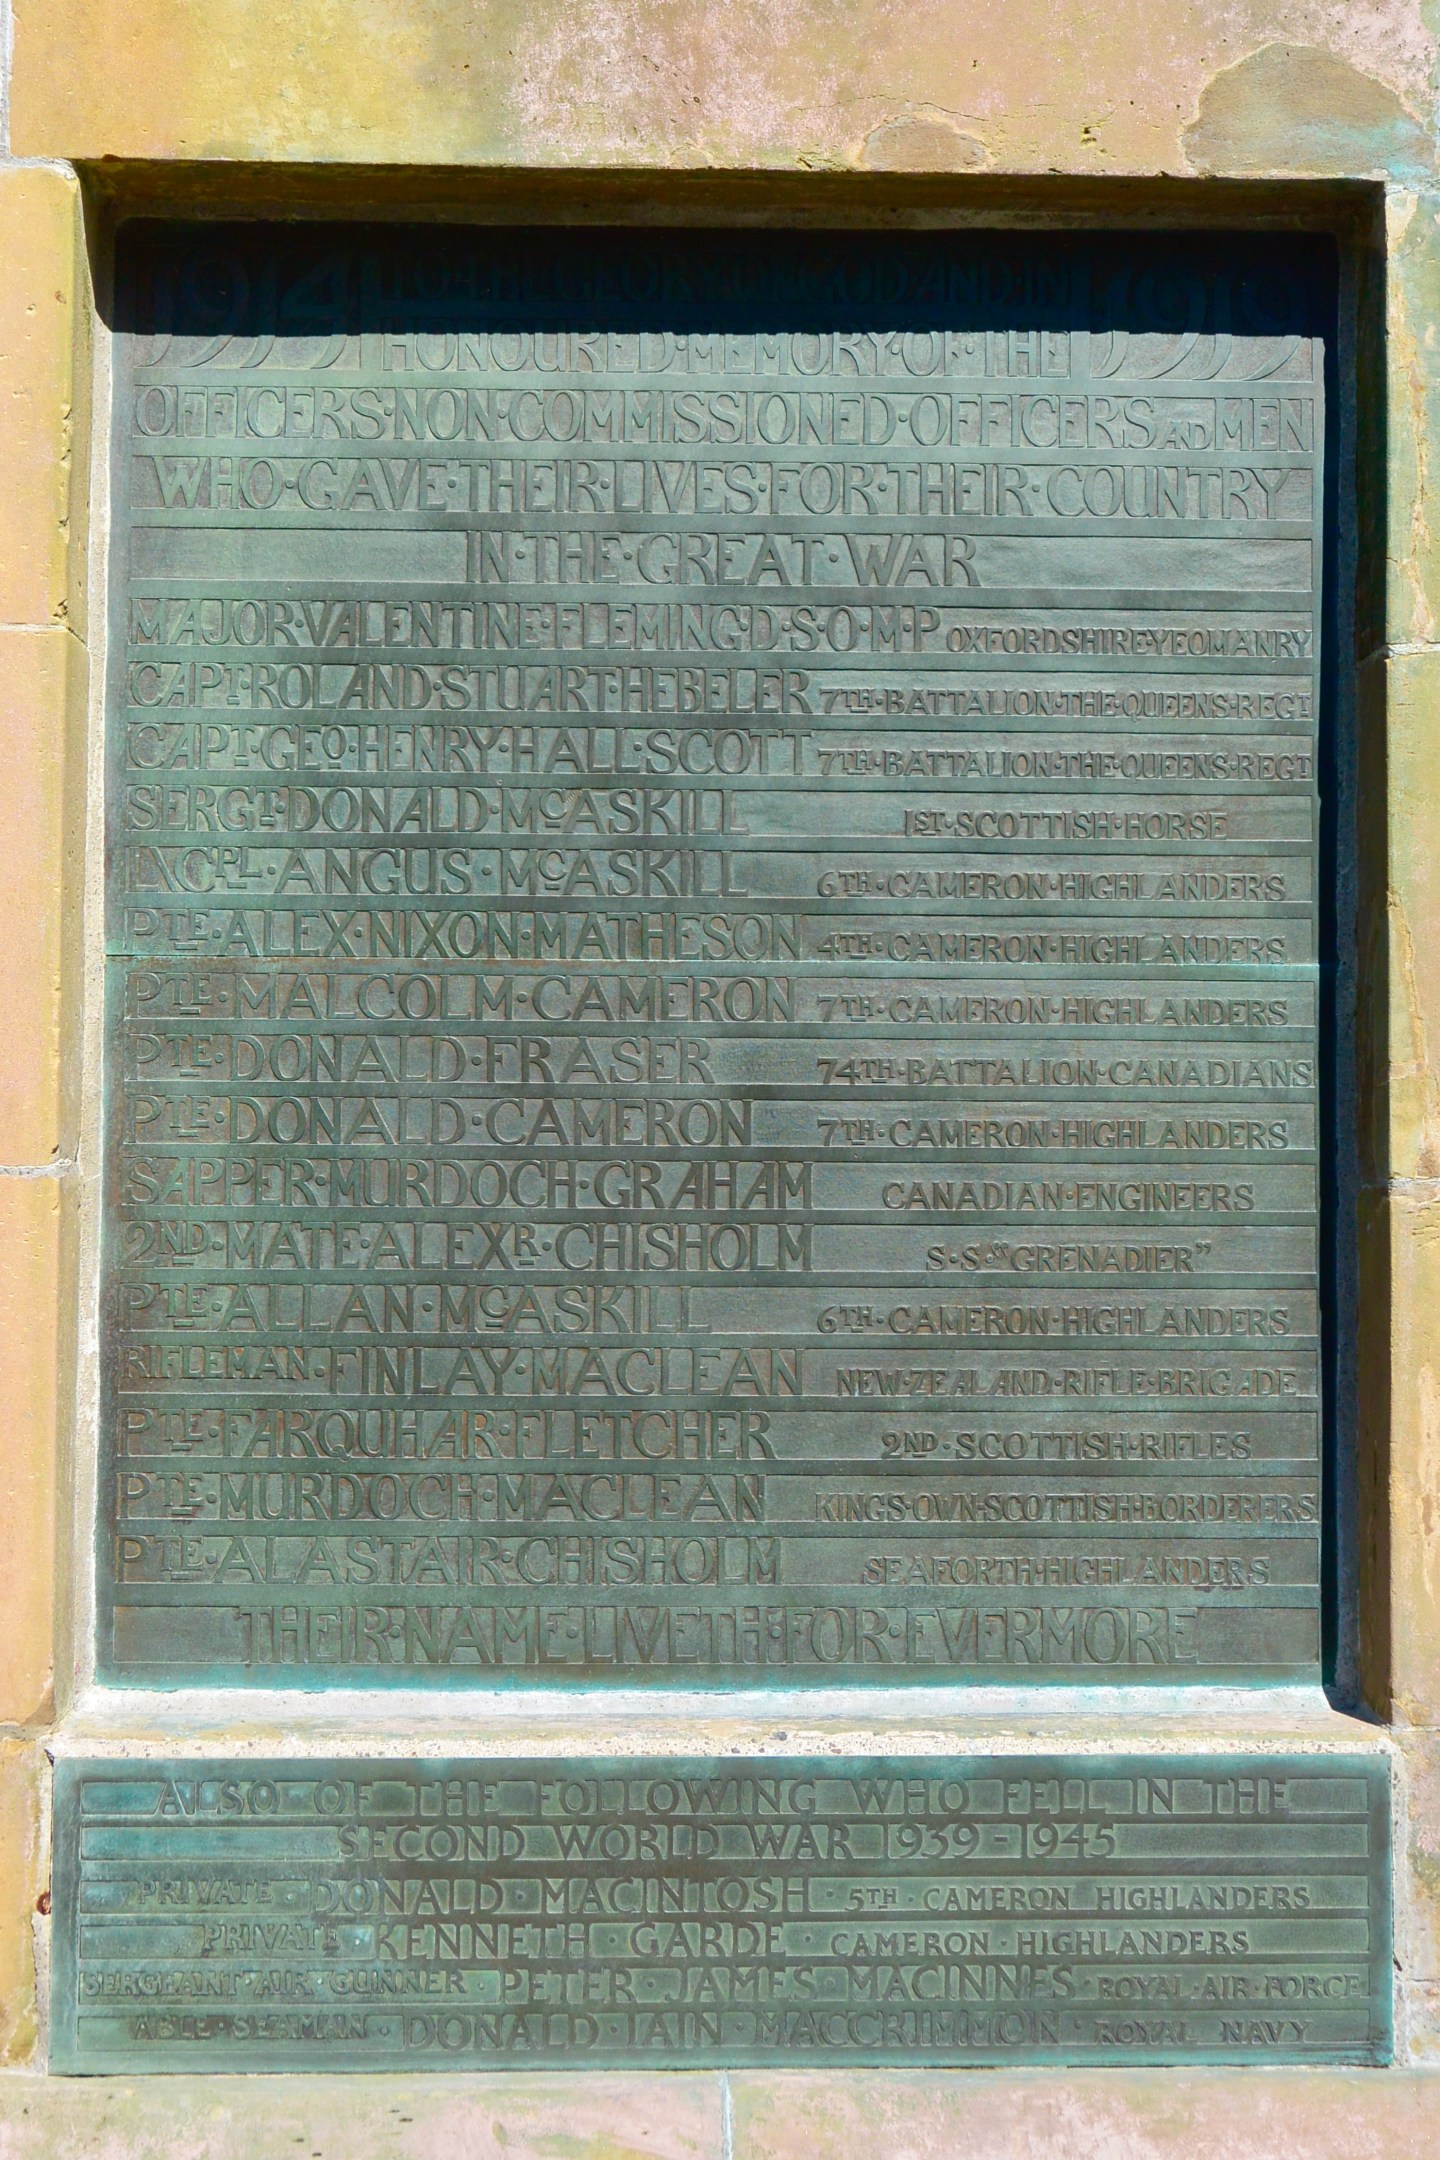 1914 TO·THE·GLORY·OF·GOD·AND·IN 1919
HONOURED·MEMORY·OF·THE
OFFICERS·NON·COMMISSIONED·OFFICERS AND MEN
WHO·GAVE·THEIR·LIVES·FOR·THEIR·COUNTRY
IN·THE·GREAT·WAR
MAJOR·VALENTINE·FLEMING·D·S·O·M·P OXFORDSHIRE·YEOMANRY
CAPT·ROLAND·STUART·HEBELER 7TH·BATTALION·THE·QUEENS·REGT
CAPT·GEO·HENRY·HALL·SCOTT 7TH·BATTALION·THE·QUEENS·REGT
SERGT·DONALD·McASKILL 1ST·SCOTTISH·HORSE
L\CPL·ANGUS·McASKILL 6TH·CAMERON·HIGHLANDERS
PTE·ALEX·NIXON·MATHESON 4TH·CAMERON·HIGHLANDERS
PTE·MALCOLM·CAMERON 7TH·CAMERON·HIGHLANDERS
PTE·DONALD·FRASER 74TH·BATTALION·CANADIANS
PTE·DONALD·CAMERON 7TH·CAMERON·HIGHLANDERS
SAPPER·MURDOCH·GRAHAM CANADIAN·ENGINEERS
2ND·MATE·ALEXR·CHISHOLM S·S·"GRENADIER"
PTE·ALLAN·McASKILL 6TH·CAMERON·HIGHLANDERS
RIFLEMAN·FINLAY·MACLEAN NEW·ZEALAND·RIFLE·BRIGADE
PTE·FARQUHAR·FLETCHER 2ND·SCOTTISH·RIFLES
PTE·MURDOCH·MACLEAN KINGS·OWN·SCOTTISH·BORDERERS
PTE·ALASTAIR·CHISHOLM SEAFORTH·HIGHLANDERS
THEIR·NAME·LIVETH·FOR·EVERMORE
ALSO OF THE FOLLOWING WHO FELL IN THE
SECOND WORLD WAR 1939-1945
PRIVATE · DONALD · MACINTOSH · 5TH · CAMERON HIGHLANDERS
PRIVATE · KENNETH · GARDE · CAMERON · HIGHLANDERS
SERGEANT·AIR·GUNNER · PETER · JAMES · MACINNES · ROYAL·AIR·FORCE
ABLE·SEAMAN · DONALD·IAIN·MACCRIMMON · ROYAL NAVY